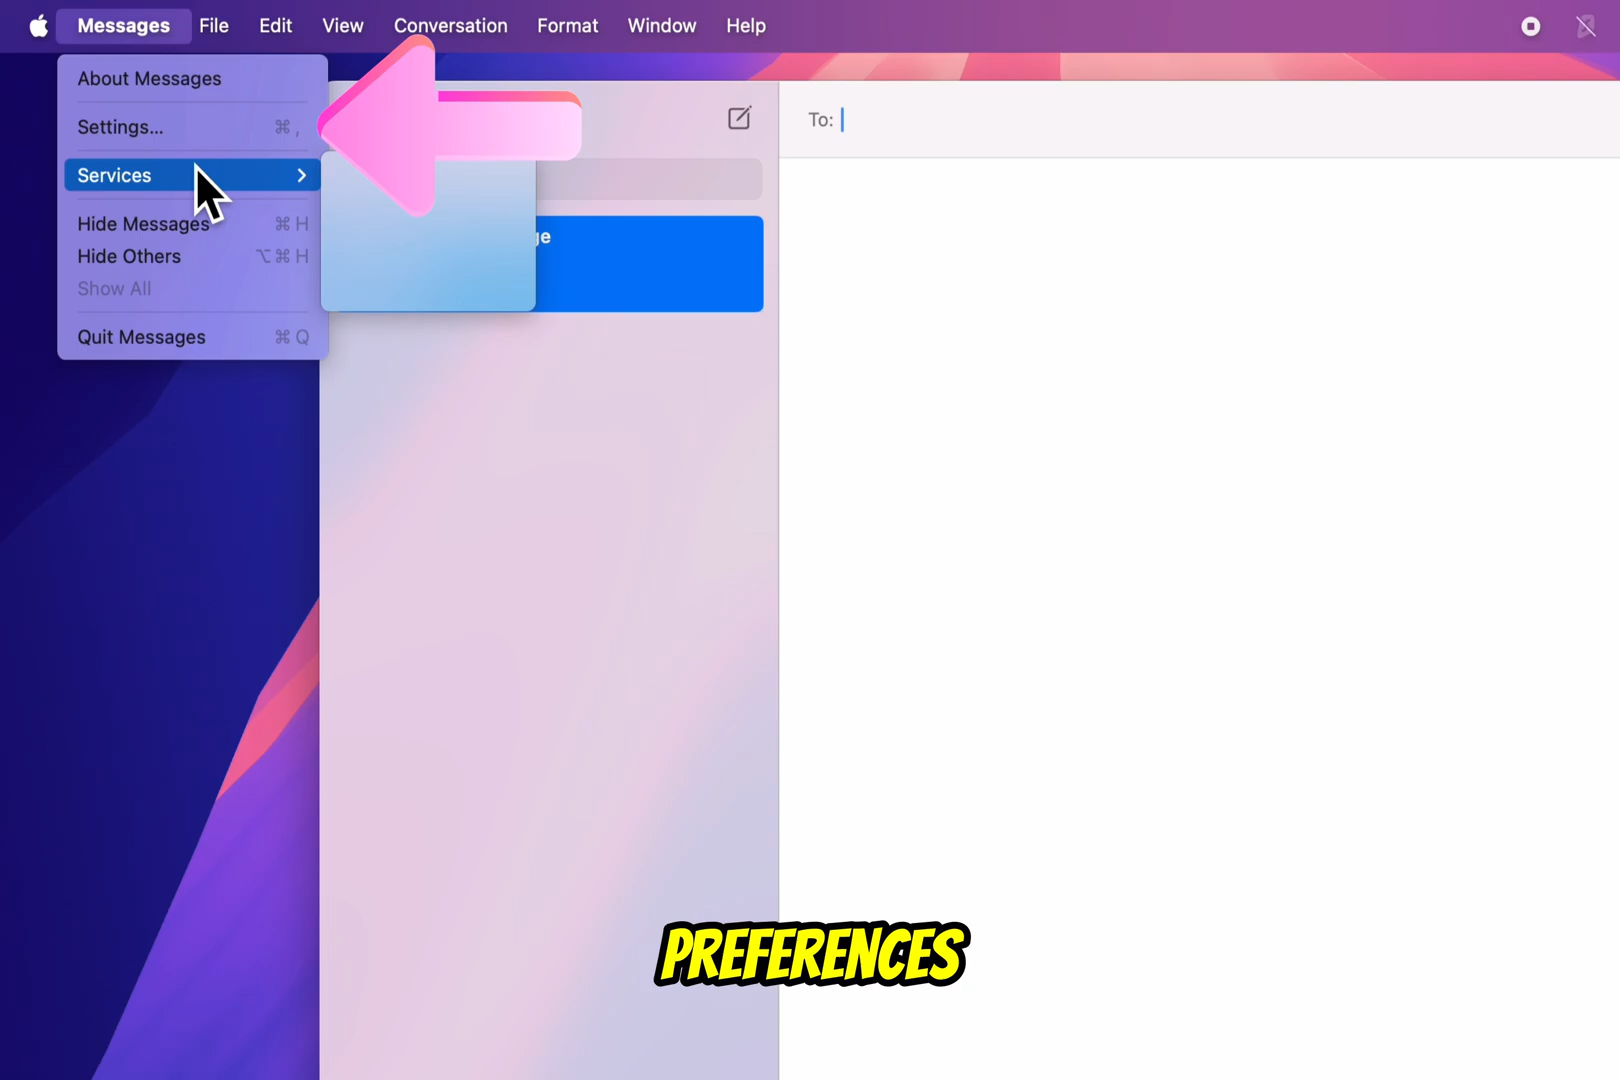 Messages File Edit View Conversation Format Window Help
About Messages
Settings... ⌘ ,
Services
Hide Messages ⌘ H
Hide Others ⌥ ⌘ H
Show All
Quit Messages ⌘ Q
To:
PREFERENCES